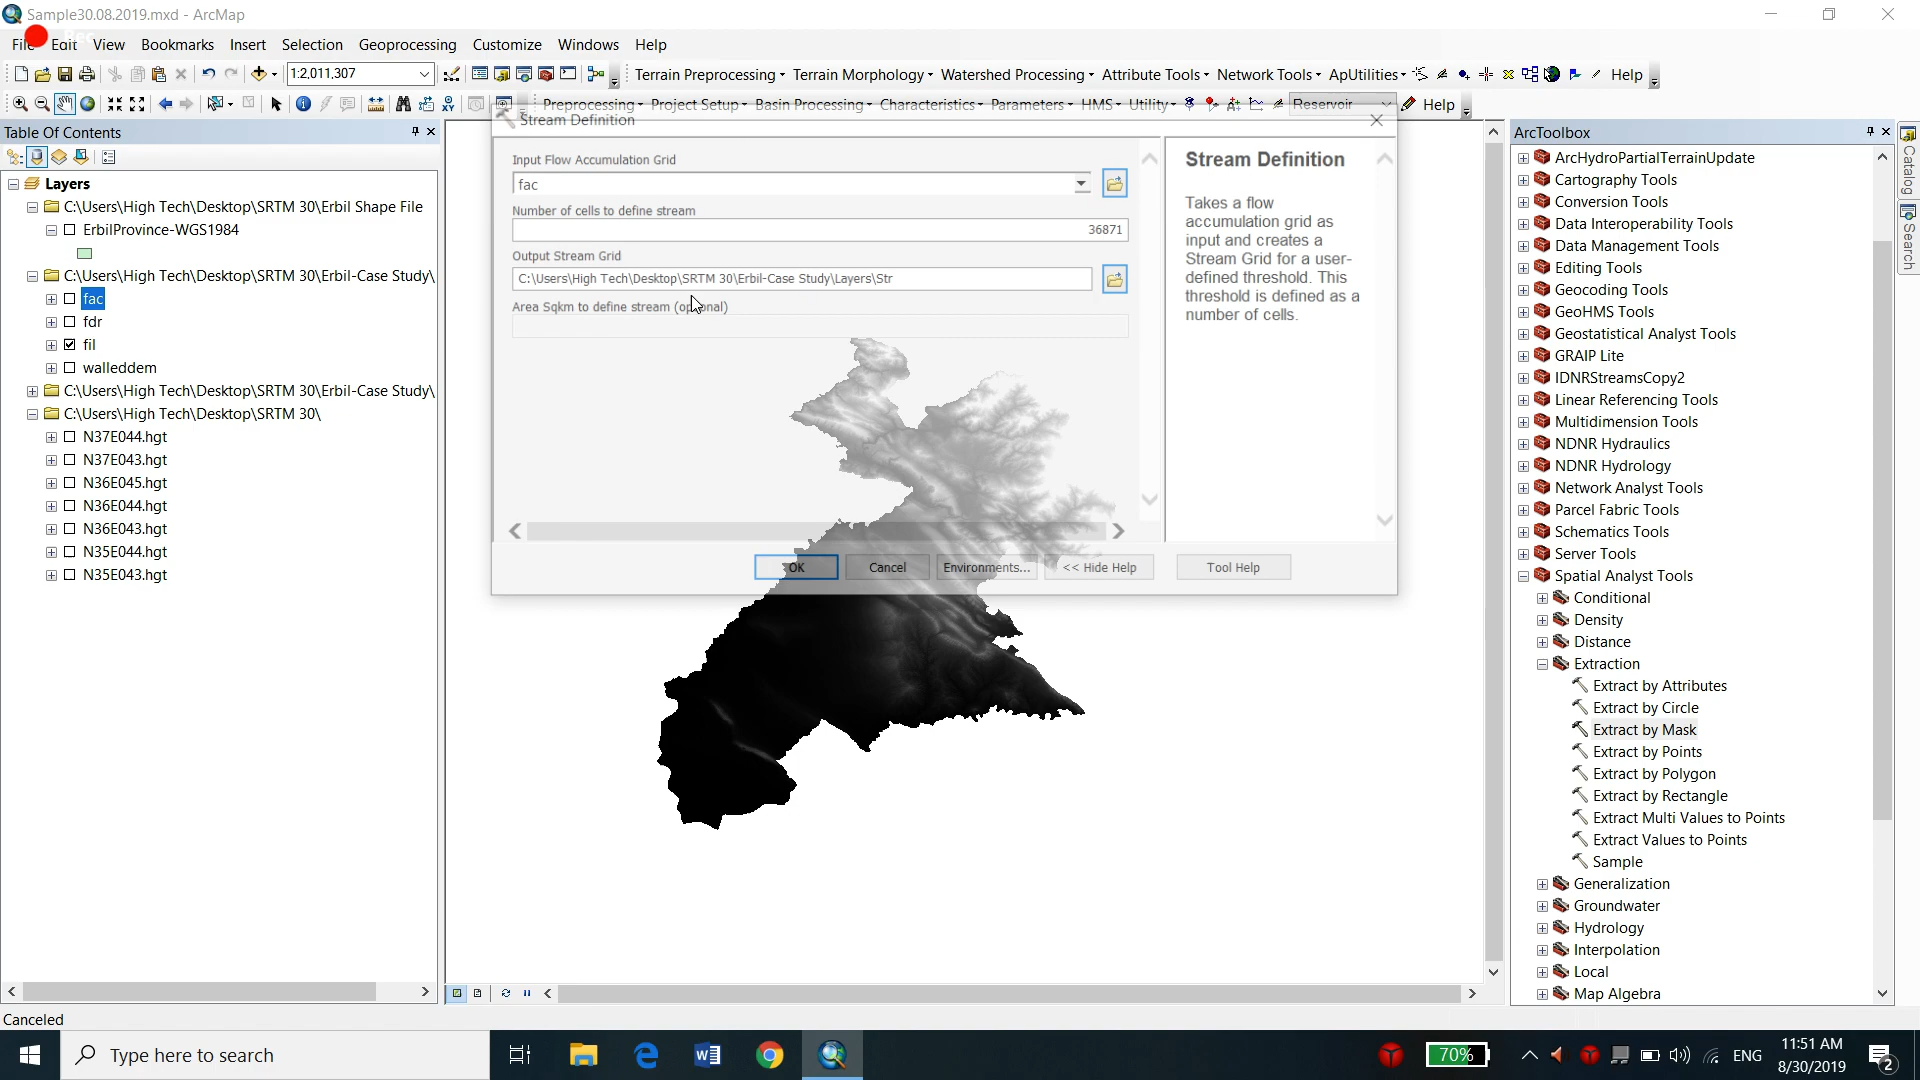 Sample30.08.2019.mxd - ArcMap
File Edit View Bookmarks Insert Selection Geoprocessing Customize Windows Help
1:2,011,307 Terrain Preprocessing Terrain Morphology Watershed Processing Attribute Tools Network Tools ApUtilities Help
Preprocessing Project Setup Basin Processing Characteristics Parameters HMS Utility Reservoir Help
Table Of Contents
Layers
C:\Users\High Tech\Desktop\SRTM 30\Erbil Shape File
ErbilProvince-WGS1984
C:\Users\High Tech\Desktop\SRTM 30\Erbil-Case Study\
fac
fdr
fil
walleddem
C:\Users\High Tech\Desktop\SRTM 30\Erbil-Case Study\
C:\Users\High Tech\Desktop\SRTM 30\
N37E044.hgt
N37E043.hgt
N36E045.hgt
N36E044.hgt
N36E043.hgt
N35E044.hgt
N35E043.hgt
Stream Definition
Input Flow Accumulation Grid
fac
Number of cells to define stream
36871
Output Stream Grid
C:\Users\High Tech\Desktop\SRTM 30\Erbil-Case Study\Layers\Str
Area Sqkm to define stream (optional)
OK Cancel Environments... << Hide Help Tool Help
Stream Definition
Takes a flow
accumulation grid as
input and creates a
Stream Grid for a user-
defined threshold. This
threshold is defined as a
number of cells.
ArcToolbox
ArcHydroPartialTerrainUpdate
Cartography Tools
Conversion Tools
Data Interoperability Tools
Data Management Tools
Editing Tools
Geocoding Tools
GeoHMS Tools
Geostatistical Analyst Tools
GRAIP Lite
IDNRStreamsCopy2
Linear Referencing Tools
Multidimension Tools
NDNR Hydraulics
NDNR Hydrology
Network Analyst Tools
Parcel Fabric Tools
Schematics Tools
Server Tools
Spatial Analyst Tools
Conditional
Density
Distance
Extraction
Extract by Attributes
Extract by Circle
Extract by Mask
Extract by Points
Extract by Polygon
Extract by Rectangle
Extract Multi Values to Points
Extract Values to Points
Sample
Generalization
Groundwater
Hydrology
Interpolation
Local
Map Algebra
Catalog
Search
Canceled
Type here to search
70%
ENG
11:51 AM
8/30/2019
2